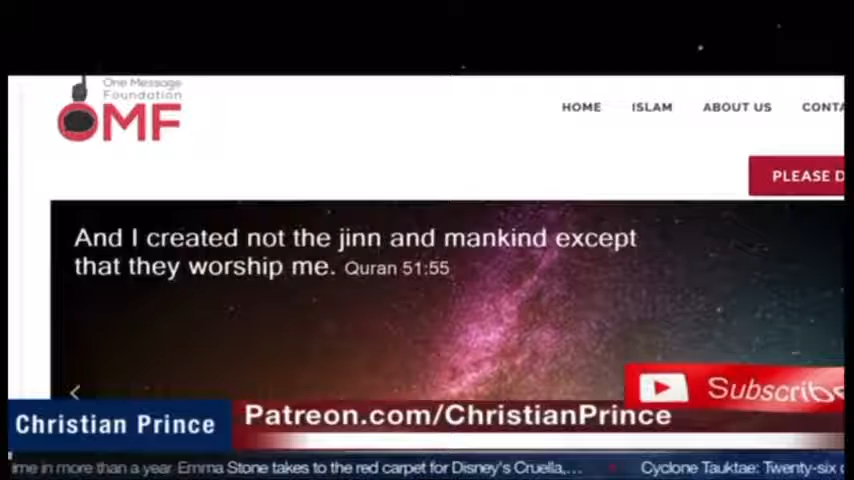 One Message
Foundation
OMF
HOME ISLAM ABOUT US CONTA
PLEASE D
And I created not the jinn and mankind except
that they worship me. Quran 51:55
Subscribe
Christian Prince
Patreon.com/ChristianPrince
ime in more than a year Emma Stone takes to the red carpet for Disney's Cruella,... Cyclone Tauktae: Twenty-six